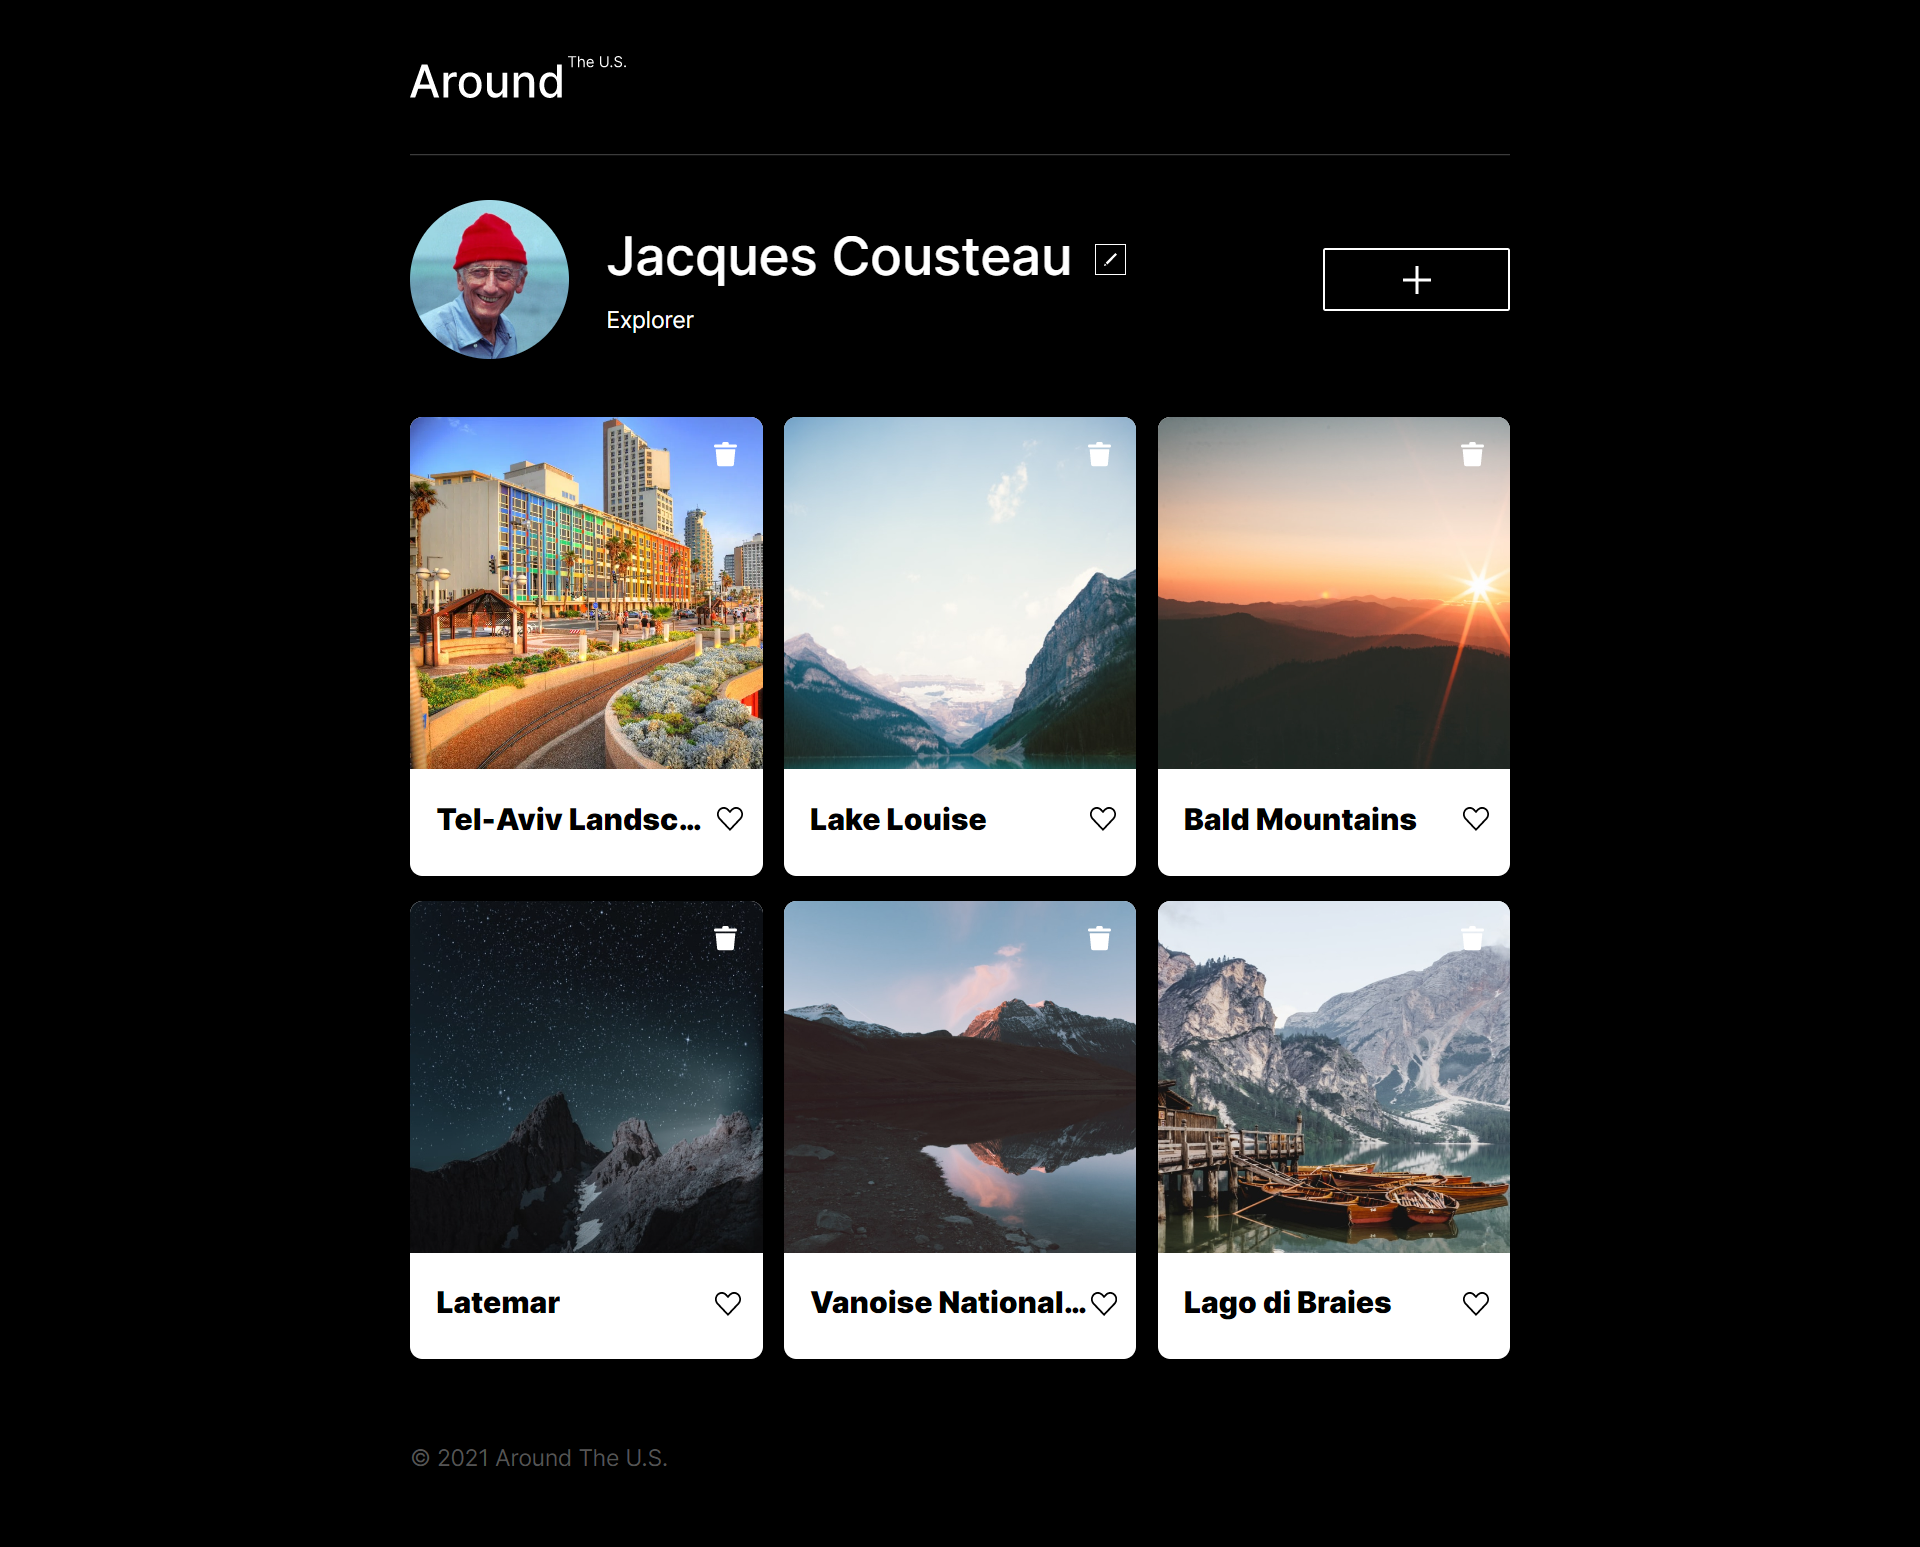 Around The U.S.
Jacques Cousteau
Explorer
Tel-Aviv Landsc...
Lake Louise
Bald Mountains
Latemar
Vanoise National...
Lago di Braies
© 2021 Around The U.S.